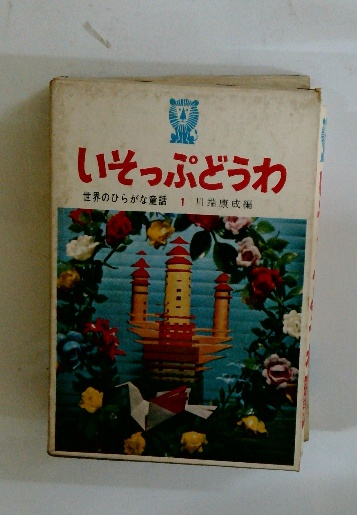 いそっぷどうわ
世界のひらがな童話 1 川端康成編